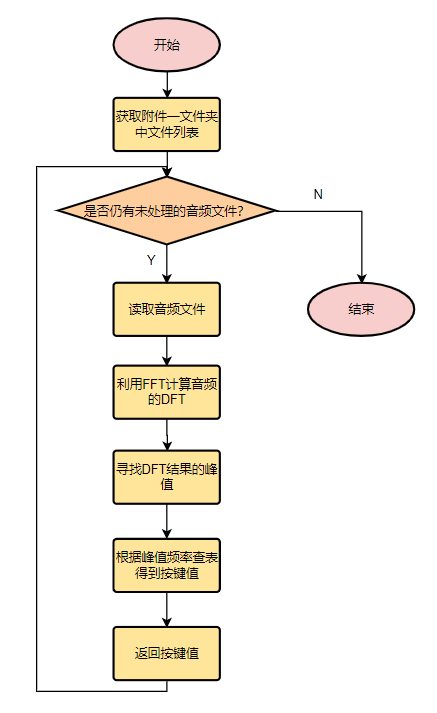 开始
获取附件一文件夹
中文件列表
是否仍有未处理的音频文件?
N
Y
读取音频文件
结束
利用FFT计算音频
的DFT
寻找DFT结果的峰
值
根据峰值频率查表
得到按键值
返回按键值